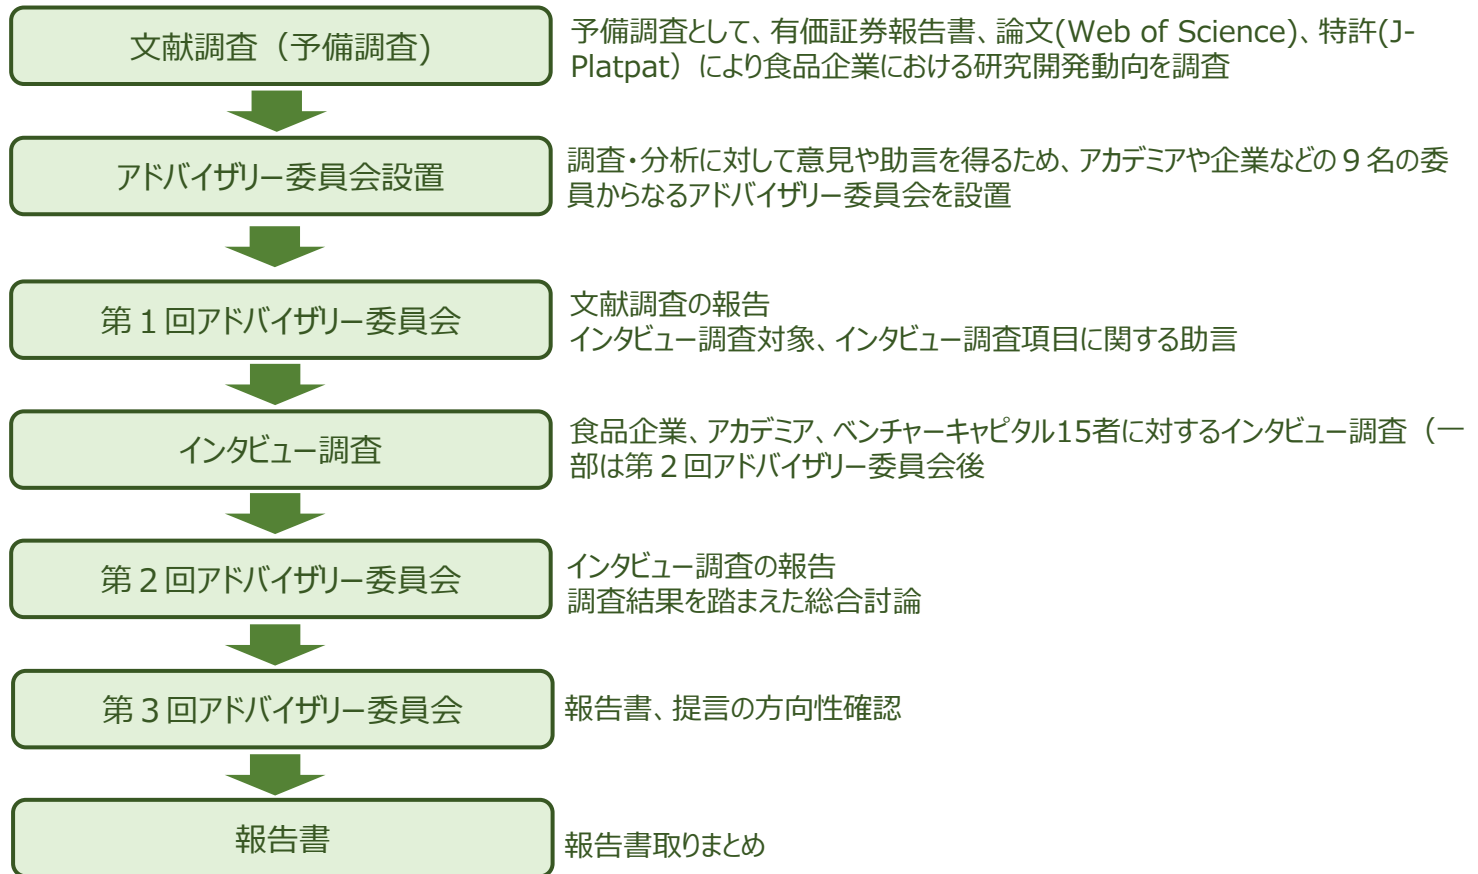 文献調査（予備調査)
予備調査として、有価証券報告書、論文(Web of Science)、特許(J-
Platpat）により食品企業における研究開発動向を調査
アドバイザリー委員会設置
調査・分析に対して意見や助言を得るため、アカデミアや企業などの９名の委
員からなるアドバイザリー委員会を設置
第１回アドバイザリー委員会
文献調査の報告
インタビュー調査対象、インタビュー調査項目に関する助言
インタビュー調査
食品企業、アカデミア、ベンチャーキャピタル15者に対するインタビュー調査（一
部は第２回アドバイザリー委員会後
第２回アドバイザリー委員会
インタビュー調査の報告
調査結果を踏まえた総合討論
第３回アドバイザリー委員会
報告書、提言の方向性確認
報告書
報告書取りまとめ